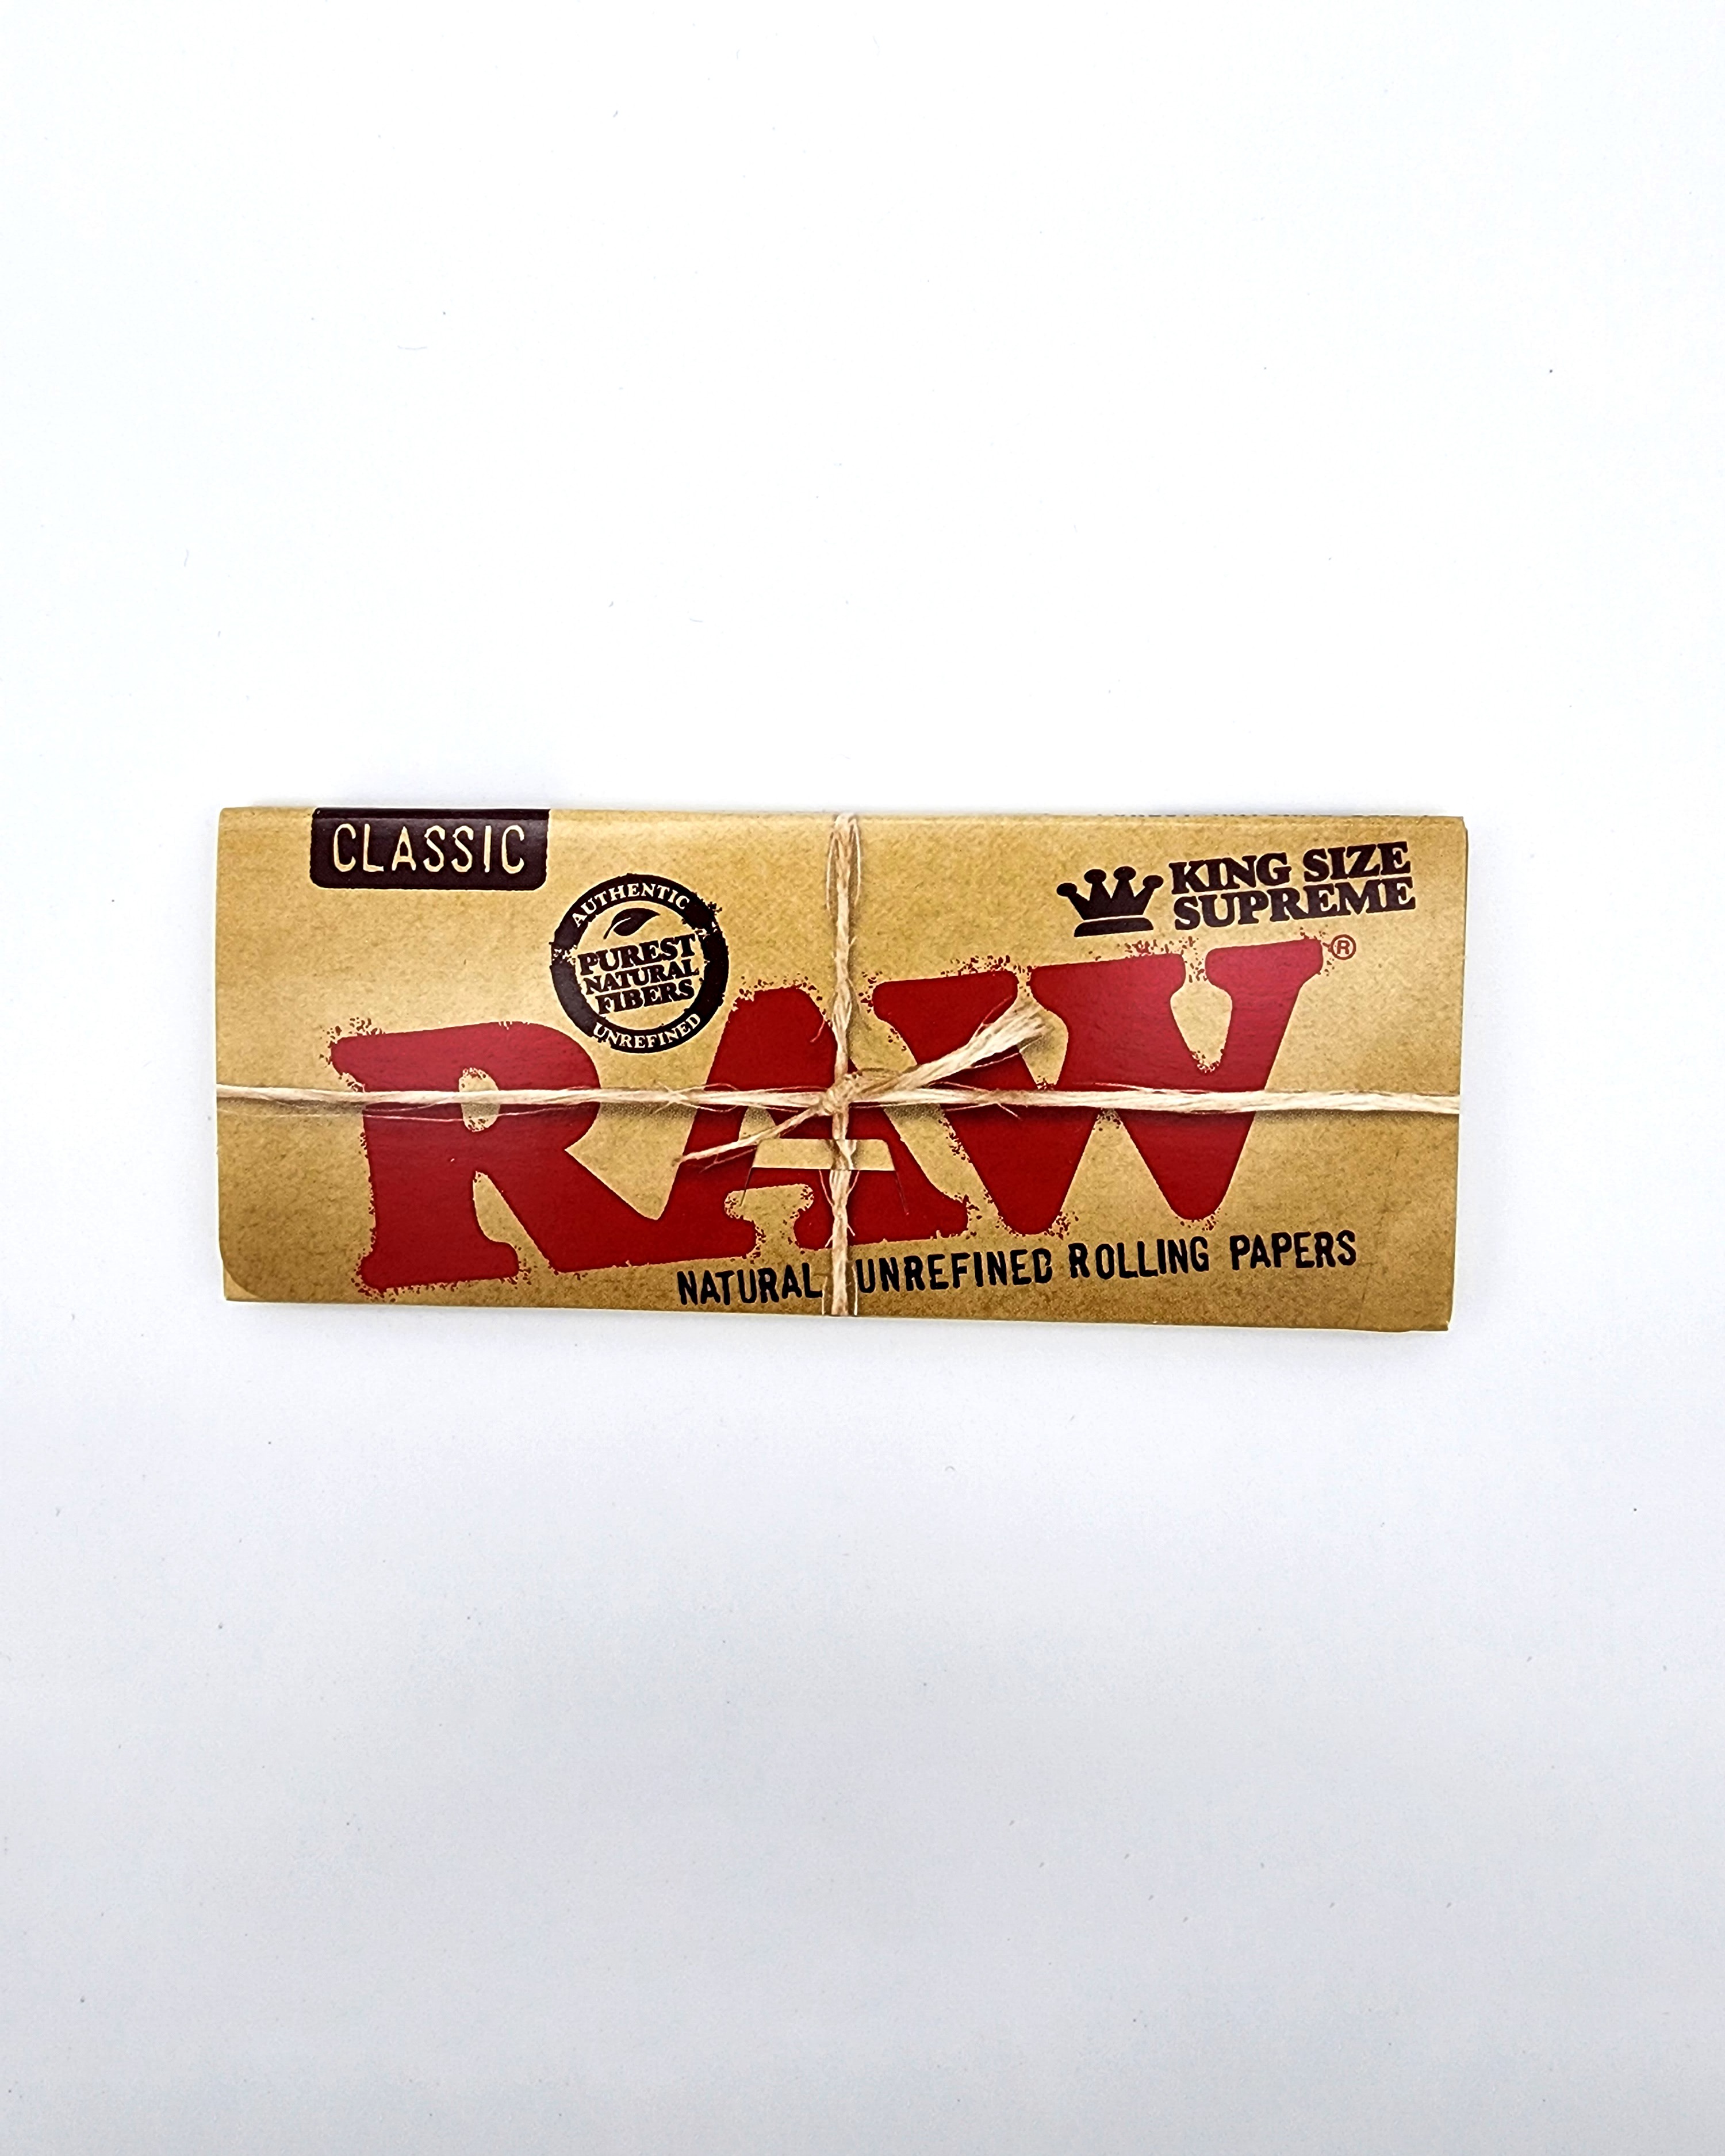 CLASSIC
AUTHENTIC
PUREST
NATURAL
FIBERS
UNREFINED
KING SIZE
SUPREME
RAW®
NATURAL UNREFINED ROLLING PAPERS